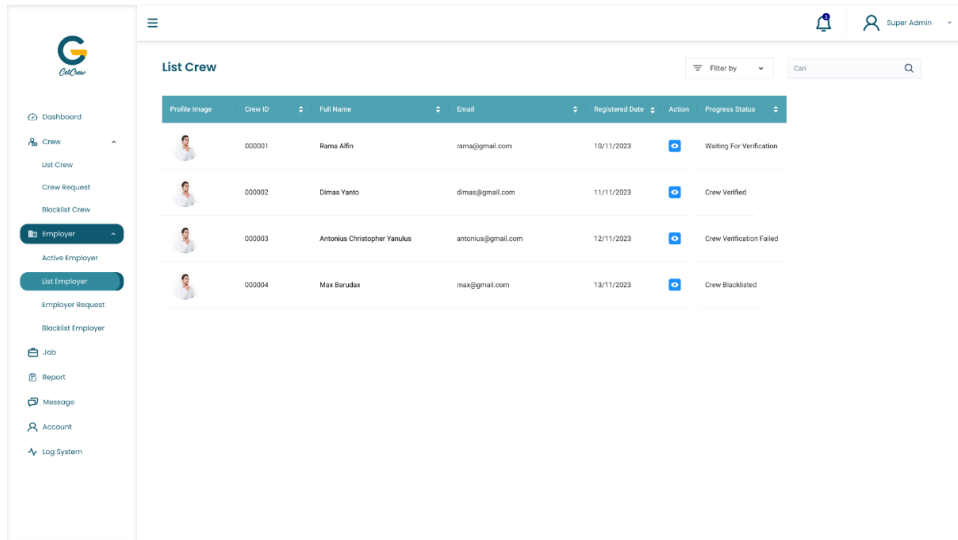 2
Super Admin
GetCrew
List Crew
Filter by
Cari
Dashboard
Crew
List Crew
Crew Request
Blacklist Crew
Employer
Active Employer
List Employer
Employer Request
Blacklist Employer
Job
Report
Message
Account
Log System
Profile Image Crew ID Full Name Email Registered Date Action Progress Status
000001 Rama Alfin rama@gmail.com 10/11/2023 Waiting For Verification
000002 Dimas Yanto dimas@gmail.com 11/11/2023 Crew Verified
000003 Antonius Christopher Yanulus antonius@gmail.com 12/11/2023 Crew Verification Failed
000004 Max Barudax max@gmail.com 13/11/2023 Crew Blacklisted